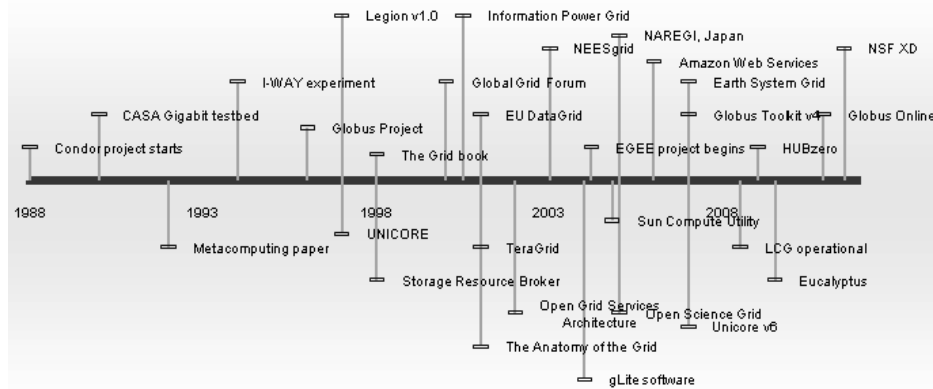 Legion v1.0
Information Power Grid
NEESgrid
NAREGI, Japan
NSF XD
Amazon Web Services
I-WAY experiment
Global Grid Forum
Earth System Grid
CASA Gigabit testbed
Globus Project
EU DataGrid
Globus Toolkit v4
Globus Online
Condor project starts
The Grid book
EGEE project begins
HUBzero
1988
1993
1998
2003
2008
Sun Compute Utility
Metacomputing paper
UNICORE
TeraGrid
LCG operational
Storage Resource Broker
Eucalyptus
Open Grid Services
Architecture
Open Science Grid
Unicore v6
The Anatomy of the Grid
gLite software